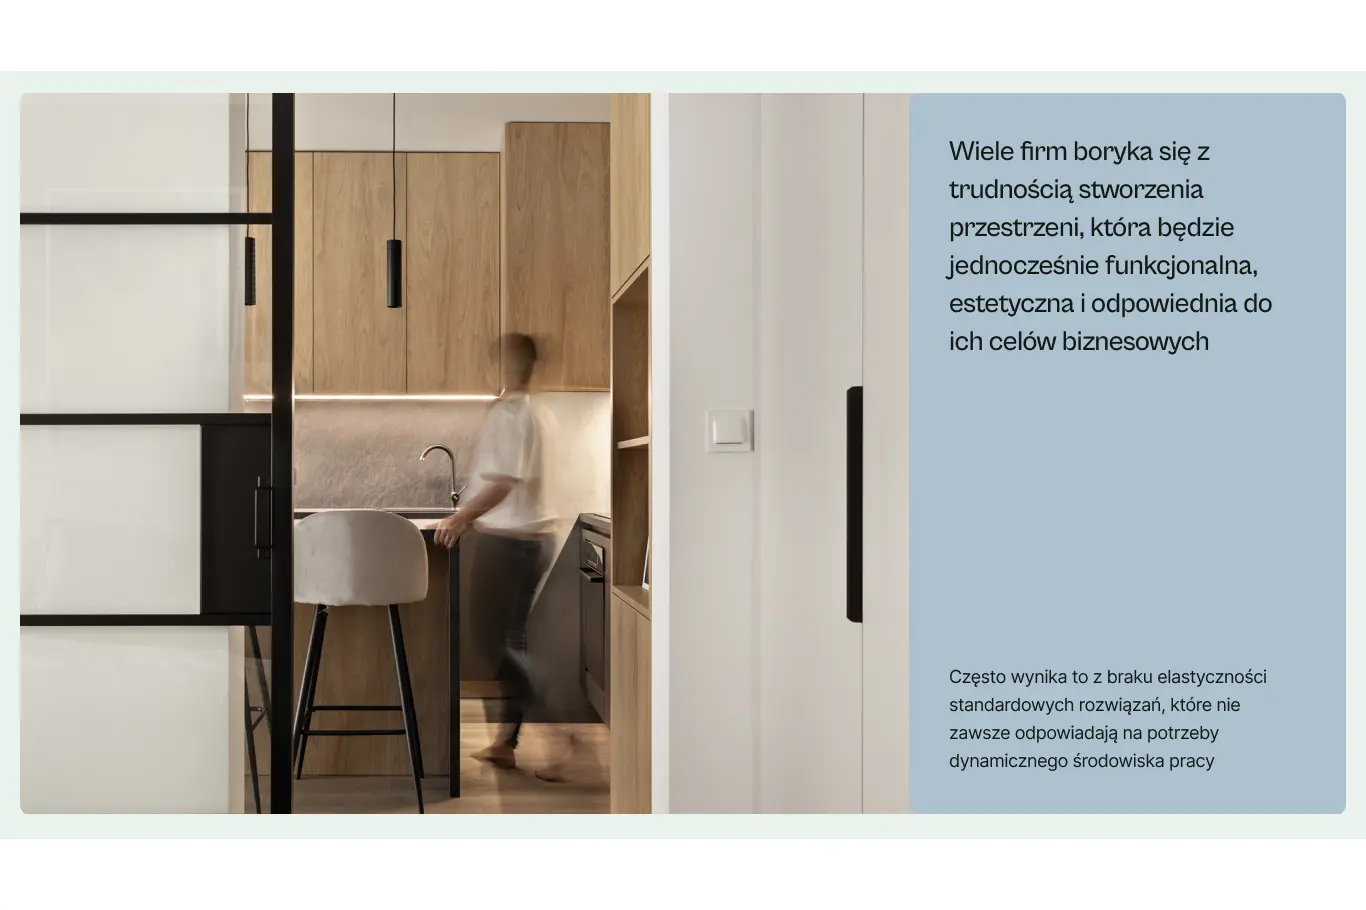 Wiele firm boryka się z
trudnością stworzenia
przestrzeni, która będzie
jednocześnie funkcjonalna,
estetyczna i odpowiednia do
ich celów biznesowych
Często wynika to z braku elastyczności
standardowych rozwiązań, które nie
zawsze odpowiadają na potrzeby
dynamicznego środowiska pracy